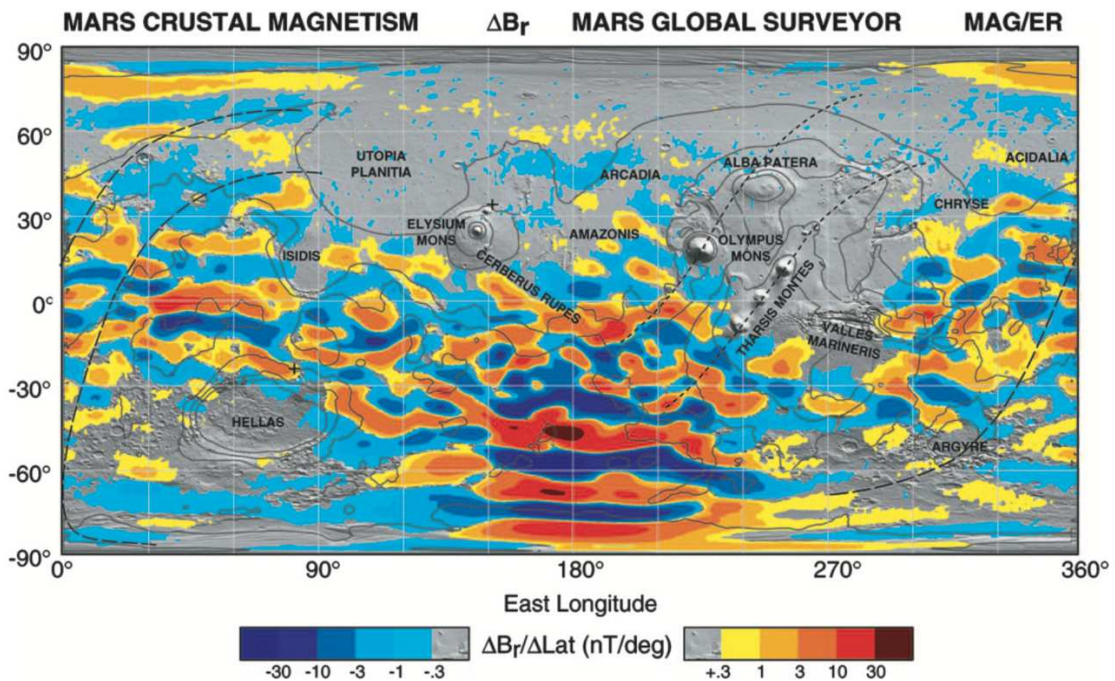 MARS CRUSTAL MAGNETISM ΔBr MARS GLOBAL SURVEYOR MAG/ER
90°
60°
30°
0°
-30°
-60°
-90°
UTOPIA
PLANITIA
ARCADIA
ALBA PATERA
ACIDALIA
CHRYSE
ELYSIUM
MONS
AMAZONIS
OLYMPUS
MONS
ISIDIS
CERBERUS RUPES
THARSIS MONTES
VALLES
MARINERIS
HELLAS
ARGYRE
0° 90° 180° 270° 360°
East Longitude
ΔBr/ΔLat (nT/deg)
-30 -10 -3 -1 -.3 +.3 1 3 10 30